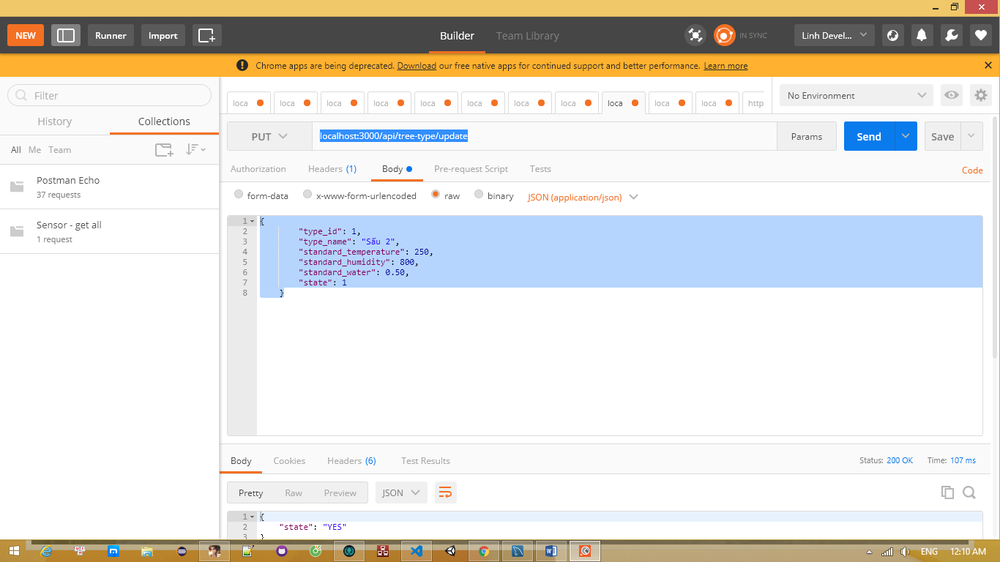 NEW Runner Import Builder Team Library IN SYNC Linh Devel...
Chrome apps are being deprecated. Download our free native apps for continued support and better performance. Learn more
Filter
History Collections
All Me Team
Postman Echo
37 requests
Sensor - get all
1 request
loca loca loca loca loca loca loca loca loca loca loca http
No Environment
PUT localhost:3000/api/tree-type/update Params Send Save
Authorization Headers (1) Body Pre-request Script Tests Code
form-data x-www-form-urlencoded raw binary JSON (application/json)
1 {
2 "type_id": 1,
3 "type_name": "Sấu 2",
4 "standard_temperature": 250,
5 "standard_humidity": 800,
6 "standard_water": 0.50,
7 "state": 1
8 }
Body Cookies Headers (6) Test Results Status: 200 OK Time: 107 ms
Pretty Raw Preview JSON
1 {
2 "state": "YES"
3 }
ENG 12:10 AM